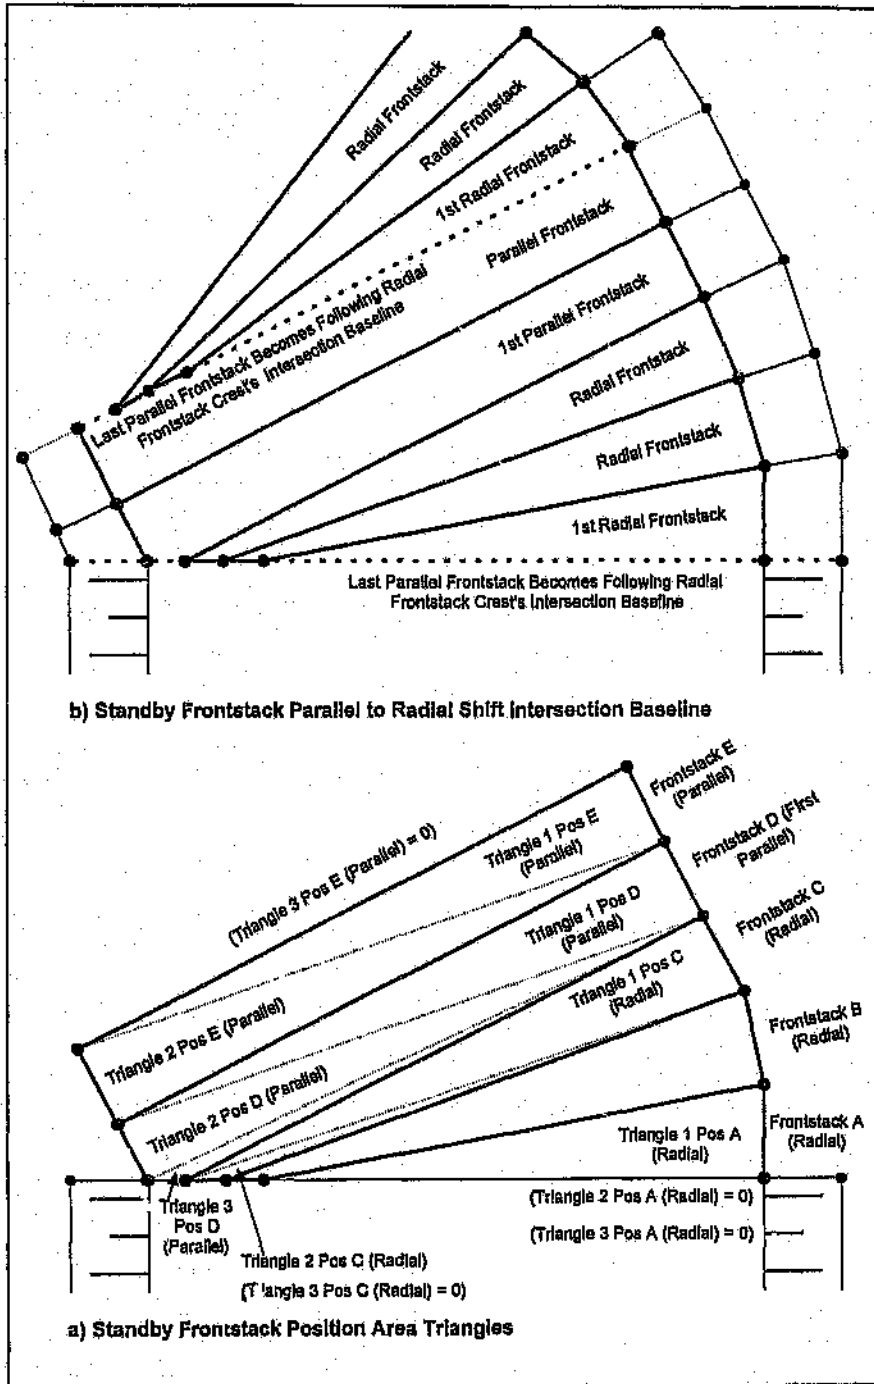 Radial Frontstack
Radial Frontstack
1st Radial Frontstack
Parallel Frontstack
Last Parallel Frontstack Becomes Following Radial
Frontstack Crest's Intersection Baseline
1st Parallel Frontstack
Radial Frontstack
Radial Frontstack
1st Radial Frontstack
Last Parallel Frontstack Becomes Following Radial
Frontstack Crest's Intersection Baseline
b) Standby Frontstack Parallel to Radial Shift Intersection Baseline
Frontstack E
(Parallel)
(Triangle 3 Pos E (Parallel) = 0)
Triangle 1 Pos E
(Parallel)
Frontstack D (First
Parallel)
Triangle 1 Pos D
(Parallel)
Frontstack C
(Radial)
Triangle 1 Pos C
(Radial)
Triangle 2 Pos E (Parallel)
Frontstack B
(Radial)
Triangle 2 Pos D (Parallel)
Triangle 1 Pos A
(Radial)
Frontstack A
(Radial)
Triangle 3
Pos D
(Parallel)
(Triangle 2 Pos A (Radial) = 0)
(Triangle 3 Pos A (Radial) = 0)
Triangle 2 Pos C (Radial)
(T iangle 3 Pos C (Radial) = 0)
a) Standby Frontstack Position Area Triangles